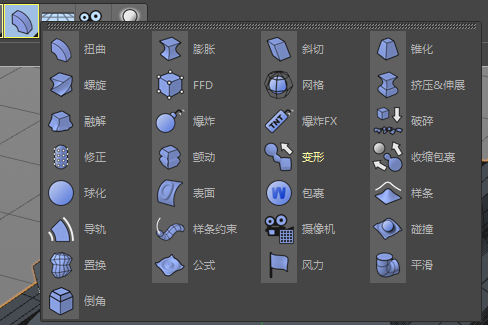 扭曲 膨胀 斜切 锥化
螺旋 FFD 网格 挤压&伸展
融解 爆炸 爆炸FX 破碎
修正 颤动 变形 收缩包裹
球化 表面 包裹 样条
导轨 样条约束 摄像机 碰撞
置换 公式 风力 平滑
倒角
TNT
W